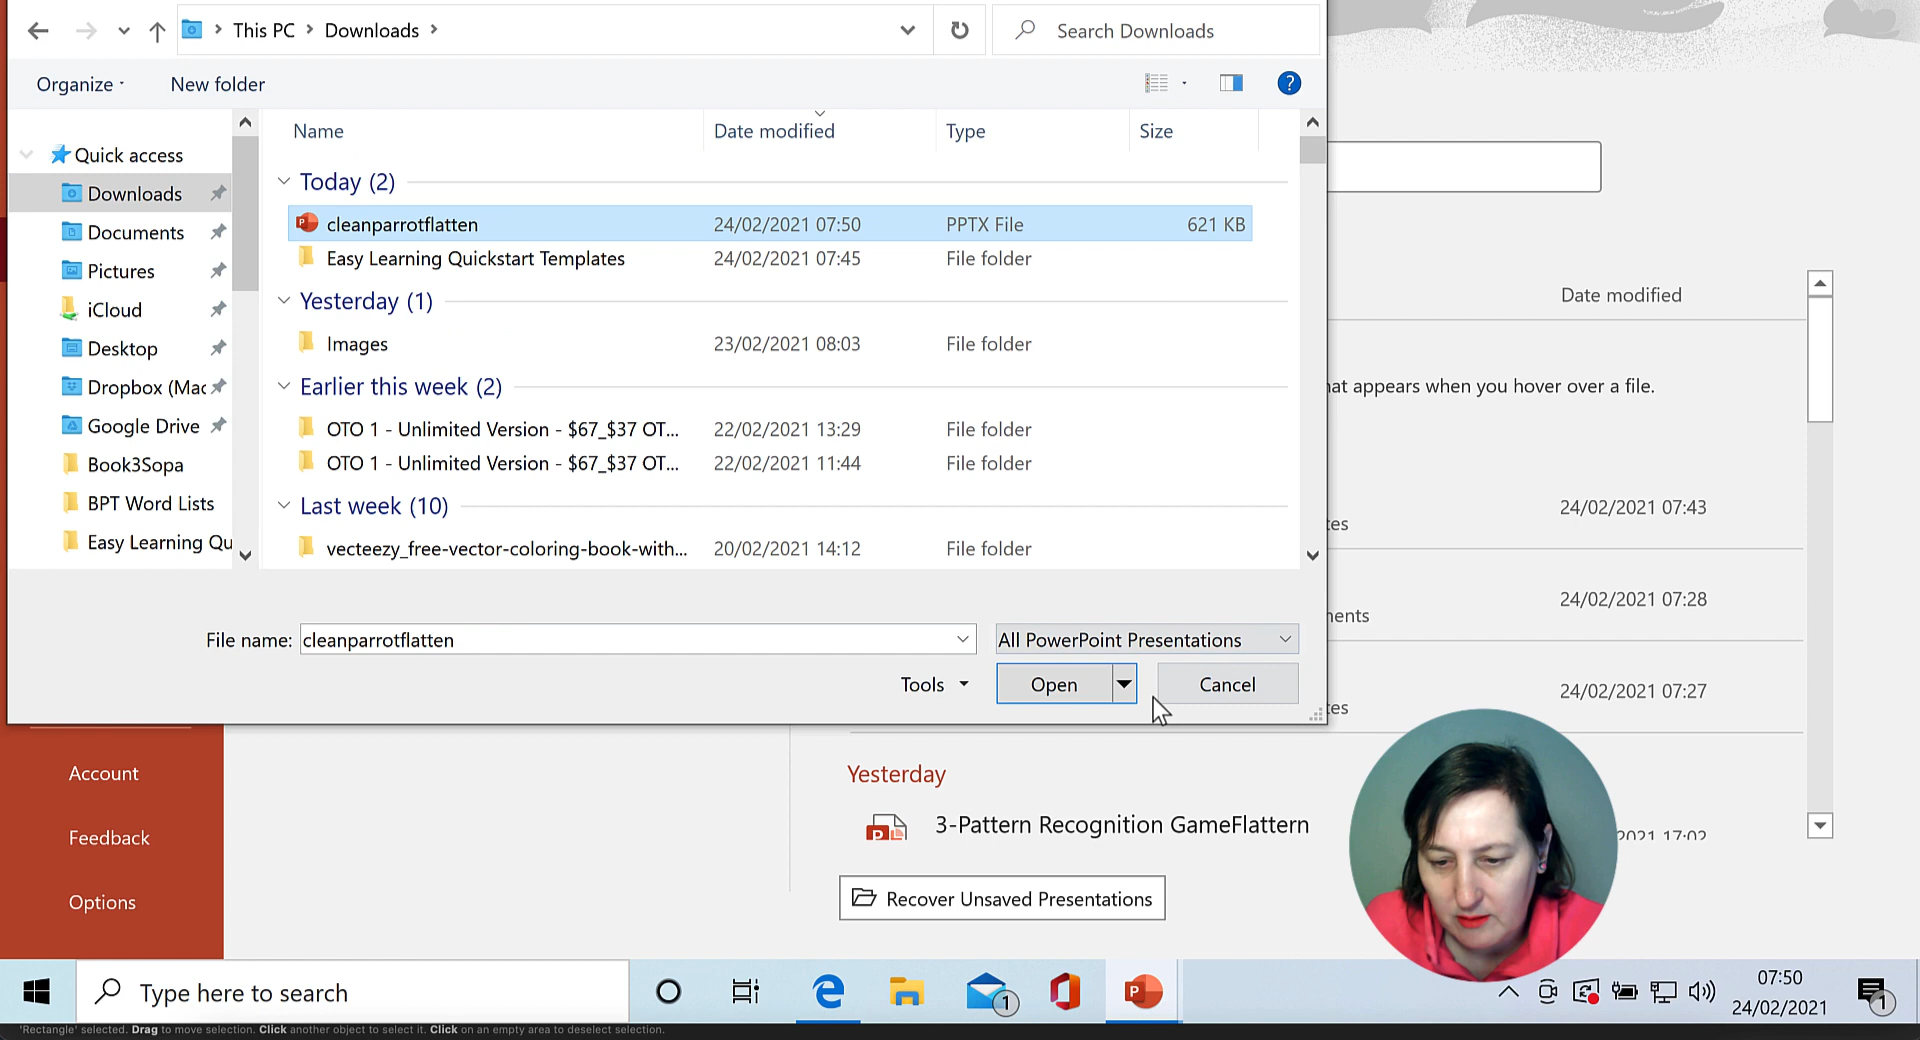 This PC > Downloads >
Search Downloads
Organize
New folder
?
Name
Date modified
Type
Size
Quick access
Downloads
Documents
Pictures
iCloud
Desktop
Dropbox (Mac
Google Drive
Book3Sopa
BPT Word Lists
Easy Learning Qu
Today (2)
cleanparrotflatten 24/02/2021 07:50 PPTX File 621 KB
Easy Learning Quickstart Templates 24/02/2021 07:45 File folder
Yesterday (1)
Images 23/02/2021 08:03 File folder
Earlier this week (2)
OTO 1 - Unlimited Version - $67_$37 OT... 22/02/2021 13:29 File folder
OTO 1 - Unlimited Version - $67_$37 OT... 22/02/2021 11:44 File folder
Last week (10)
vecteezy_free-vector-coloring-book-with... 20/02/2021 14:12 File folder
File name: cleanparrotflatten
All PowerPoint Presentations
Tools
Open
Cancel
Date modified
hat appears when you hover over a file.
24/02/2021 07:43
24/02/2021 07:28
24/02/2021 07:27
Yesterday
3-Pattern Recognition GameFlattern
2021 17:02
Recover Unsaved Presentations
Account
Feedback
Options
Type here to search
1
07:50
24/02/2021
1
'Rectangle' selected. Drag to move selection. Click another object to select it. Click on an empty area to deselect selection.